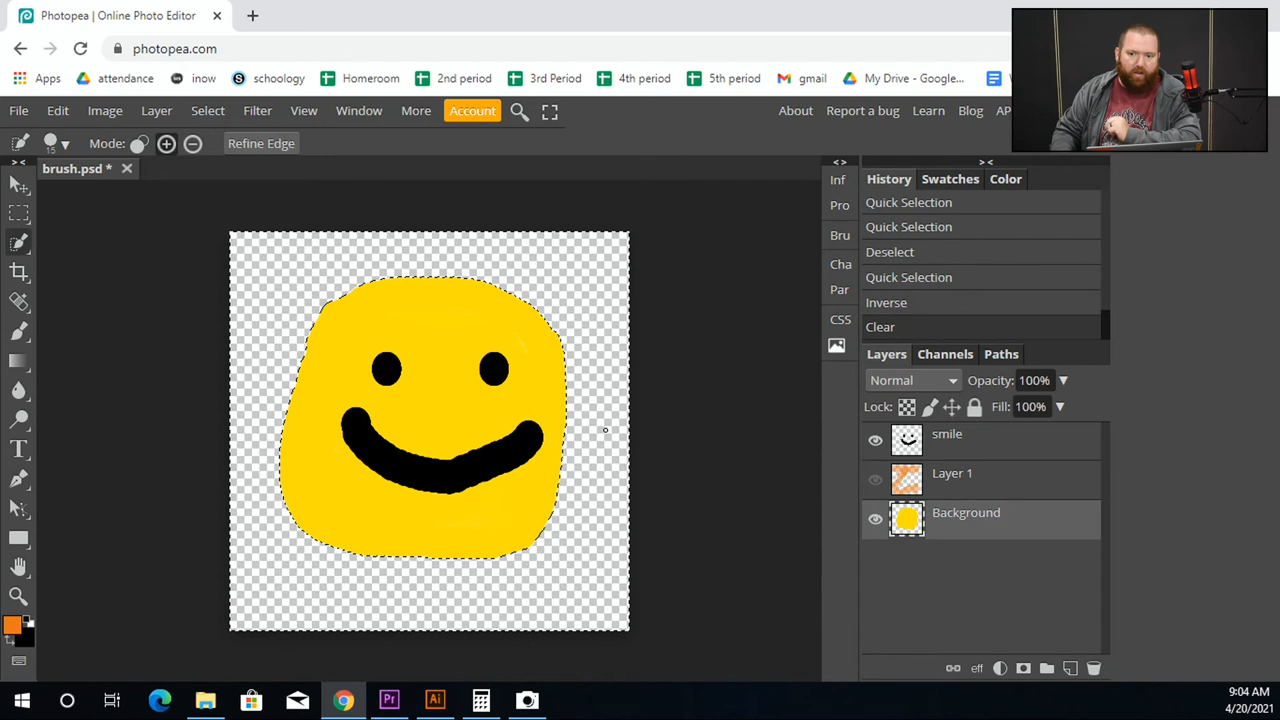 Photopea | Online Photo Editor
photopea.com
Apps attendance inow schoology Homeroom 2nd period 3rd Period 4th period 5th period gmail My Drive - Google...
File Edit Image Layer Select Filter View Window More Account About Report a bug Learn Blog
15 Mode: Refine Edge
brush.psd *
Inf
Pro
Bru
Cha
Par
CSS
History Swatches Color
Quick Selection
Quick Selection
Deselect
Quick Selection
Inverse
Clear
Layers Channels Paths
Normal Opacity: 100%
Lock: Fill: 100%
smile
Layer 1
Background
eff
9:04 AM
4/20/2021